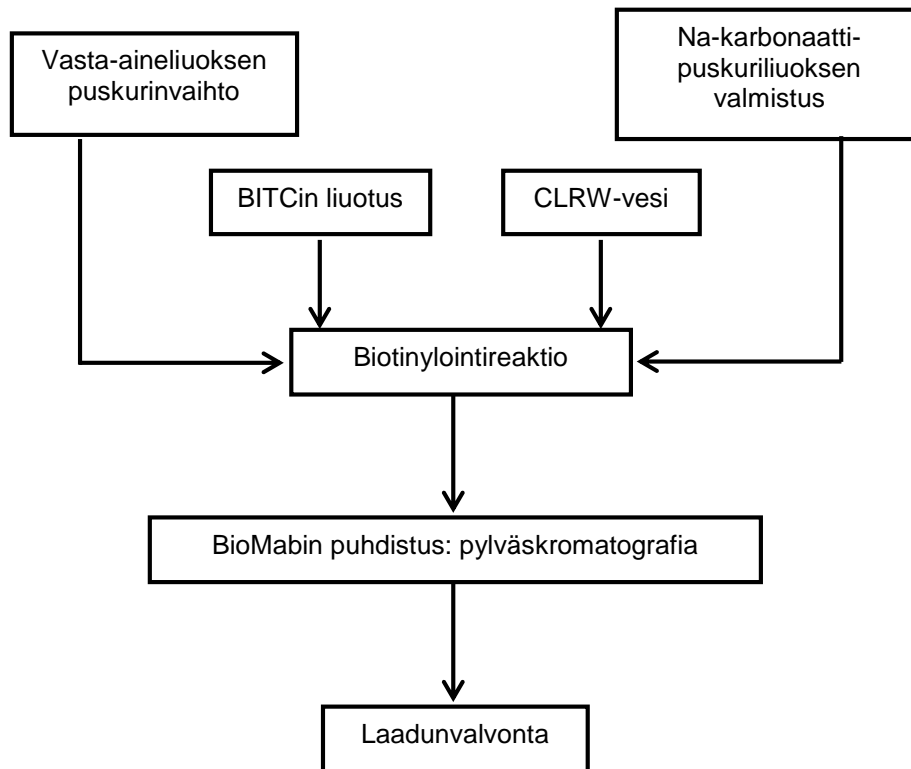 Vasta-aineliuoksen
puskurinvaihto
Na-karbonaatti-
puskuriliuoksen
valmistus
BITCin liuotus
CLRW-vesi
Biotinylointireaktio
BioMabin puhdistus: pylväskromatografia
Laadunvalvonta